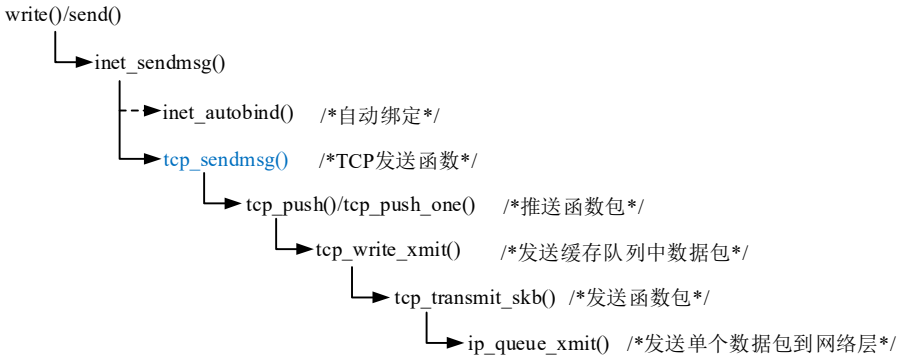 write()/send()
inet_sendmsg()
inet_autobind() /*自动绑定*/
tcp_sendmsg() /*TCP发送函数*/
tcp_push()/tcp_push_one() /*推送函数包*/
tcp_write_xmit() /*发送缓存队列中数据包*/
tcp_transmit_skb() /*发送函数包*/
ip_queue_xmit() /*发送单个数据包到网络层*/